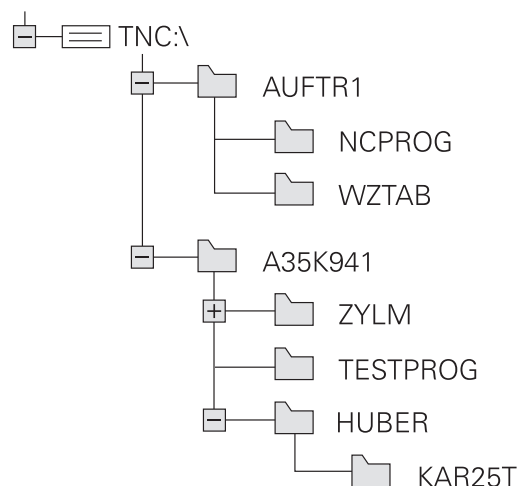 TNC:\
AUFTR1
NCPROG
WZTAB
A35K941
ZYLM
TESTPROG
HUBER
KAR25T